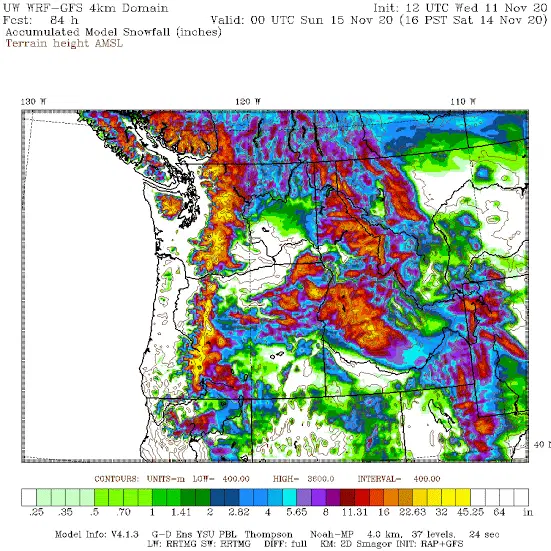 UW WRF-GFS 4km Domain Init: 12 UTC Wed 11 Nov 20
Fcst: 84 h Valid: 00 UTC Sun 15 Nov 20 (16 PST Sat 14 Nov 20)
Accumulated Model Snowfall (inches)
Terrain height AMSL
130 W 120 W 110 W
40 N
CONTOURS: UNITS=m LOW= 400.00 HIGH= 3600.0 INTERVAL= 400.00
.25 .35 .5 .70 1 1.41 2 2.82 4 5.65 8 11.31 16 22.63 32 45.25 64 in
Model Info: V4.1.3 G-D Ens YSU PBL Thompson Noah-MP 4.0 km, 37 levels, 24 sec
LW: RRTMG SW: RRTMG DIFF: full KM: 2D Smagor INIT: RAP+GFS